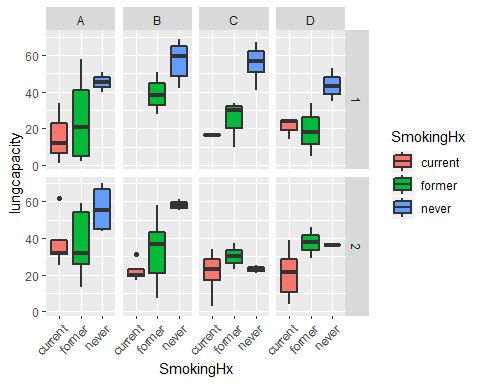 A B C D
lungcapacity
60
40
20
0
1
60
40
20
0
2
current former never current former never current former never current former never
SmokingHx
SmokingHx
current
former
never